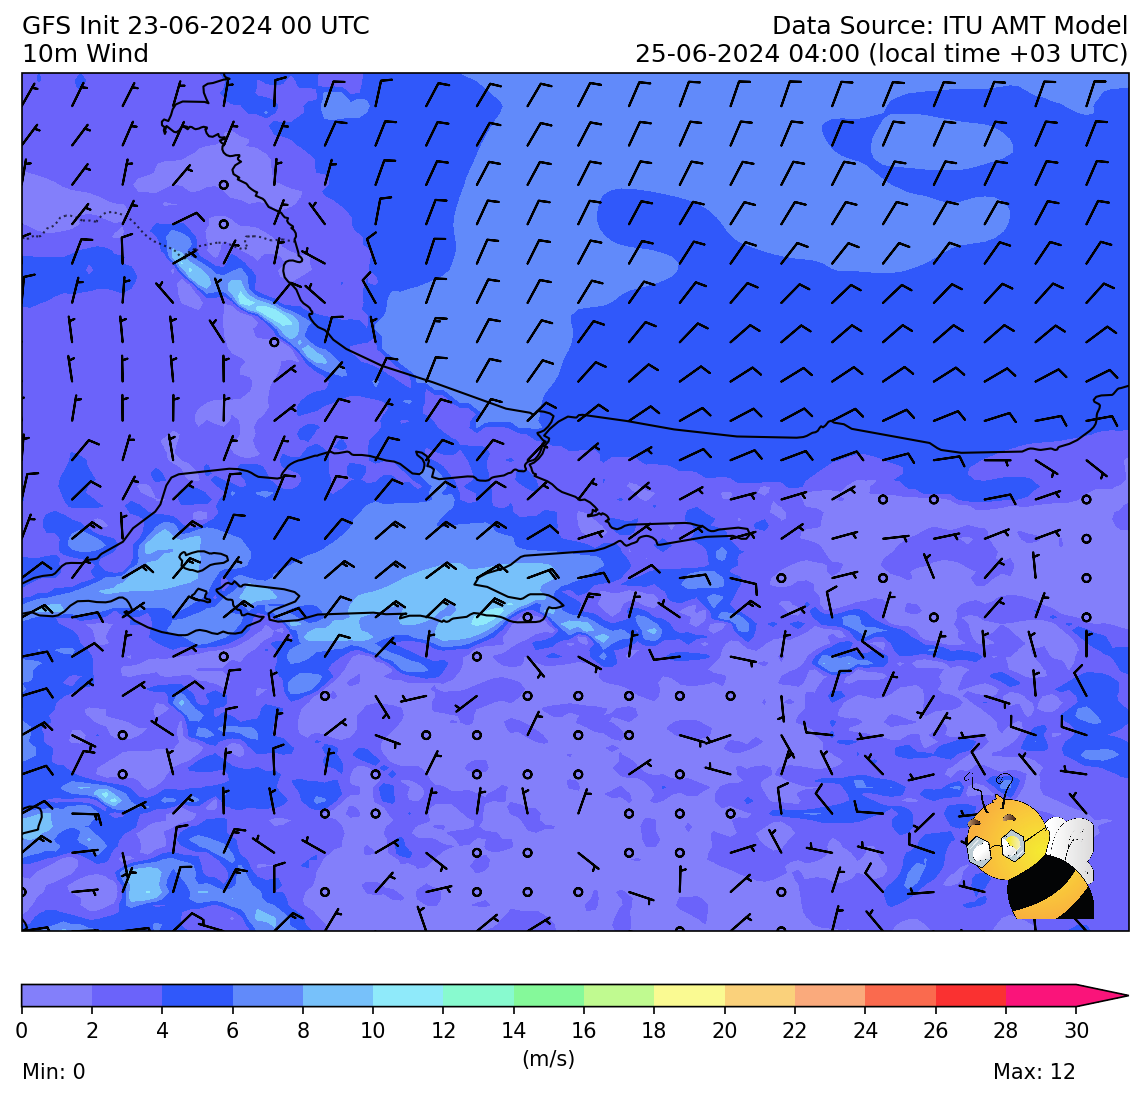 GFS Init 23-06-2024 00 UTC
Data Source: ITU AMT Model
10m Wind
25-06-2024 04:00 (local time +03 UTC)
0 2 4 6 8 10 12 14 16 18 20 22 24 26 28 30
(m/s)
Min: 0
Max: 12